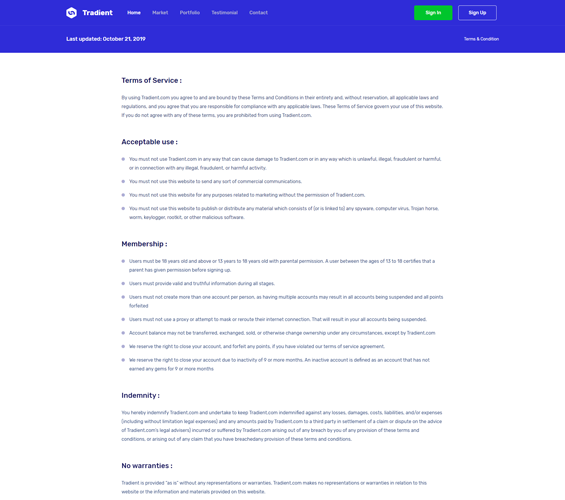 Tradient
Home Market Portfolio Testimonial Contact
Sign in Sign Up
Last updated: October 21, 2019
Terms & Condition
Terms of Service :
By using Tradient.com you agree to and are bound by these Terms and Conditions in their entirety and, without reservation, all applicable laws and
regulations, and you agree that you are responsible for compliance with any applicable laws. These Terms of Service govern your use of this website.
If you do not agree with any of these terms, you are prohibited from using Tradient.com.
Acceptable use :
You must not use Tradient.com in any way that can cause damage to Tradient.com or in any way which is unlawful, illegal, fraudulent or harmful,
or in connection with any illegal, fraudulent, or harmful activity.
You must not use this website to send any sort of commercial communications.
You must not use this website for any purposes related to marketing without the permission of Tradient.com.
You must not use this website to publish or distribute any material which consists of (or is linked to) any spyware, computer virus, Trojan horse,
worm, keylogger, rootkit, or other malicious software.
Membership :
Users must be 18 years old and above or 13 years to 18 years old with parental permission. A user between the ages of 13 to 18 certifies that a
parent has given permission before signing up.
Users must provide valid and truthful information during all stages.
Users must not create more than one account per person, as having multiple accounts may result in all accounts being suspended and all points
forfeited
Users must not use a proxy or attempt to mask or reroute their internet connection. That will result in your all accounts being suspended.
Account balance may not be transferred, exchanged, sold, or otherwise change ownership under any circumstances, except by Tradient.com
We reserve the right to close your account, and forfeit any points, if you have violated our terms of service agreement.
We reserve the right to close your account due to inactivity of 9 or more months. An inactive account is defined as an account that has not
earned any gems for 9 or more months
Indemnity :
You hereby indemnify Tradient.com and undertake to keep Tradient.com indemnified against any losses, damages, costs, liabilities, and/or expenses
(including without limitation legal expenses) and any amounts paid by Tradient.com to a third party in settlement of a claim or dispute on the advice
of Tradient.com's legal advisers) incurred or suffered by Tradient.com arising out of any breach by you of any provision of these terms and
conditions, or arising out of any claim that you have breachedany provision of these terms and conditions.
No warranties :
Tradient is provided "as is" without any representations or warranties. Tradient.com makes no representations or warranties in relation to this
website or the information and materials provided on this website.